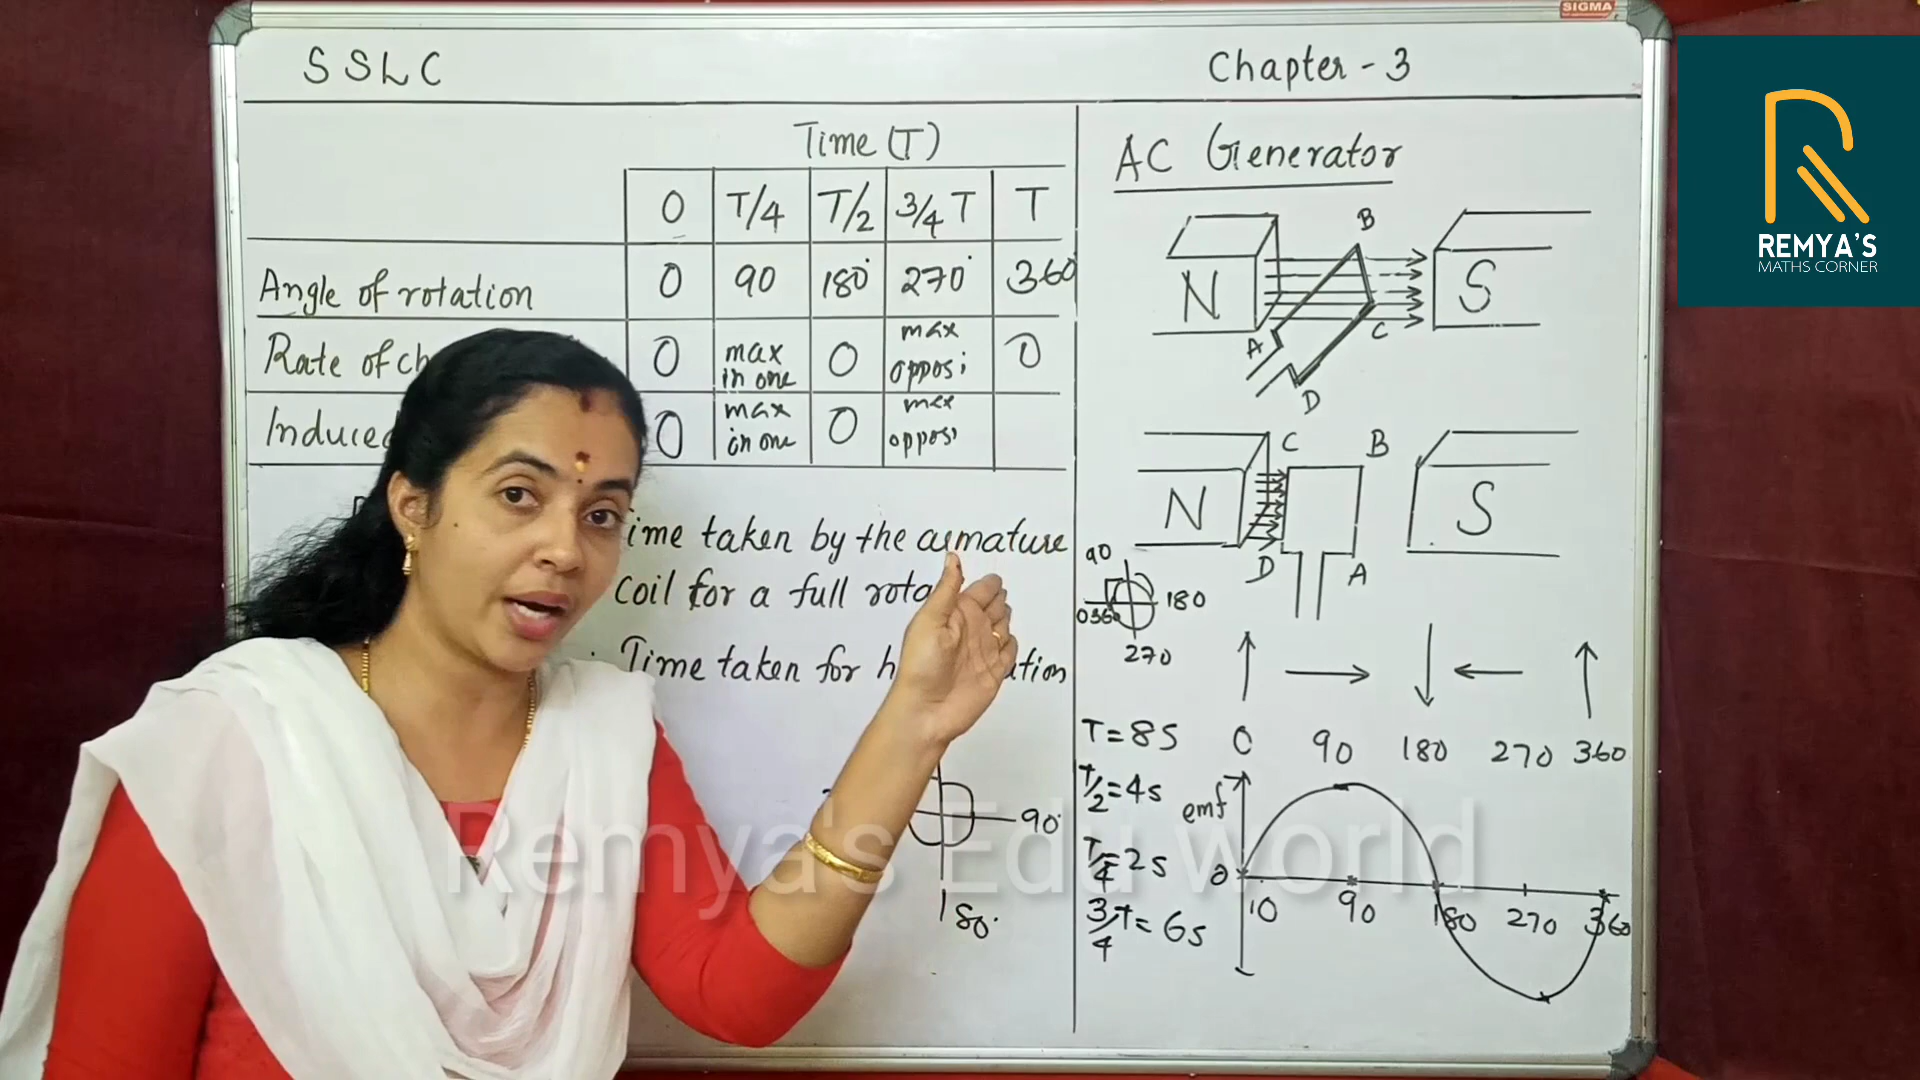 SIGMA
SSLC
Chapter - 3
REMYA'S
MATHS CORNER
Time (T)
0 T/4 T/2 3/4 T T
Angle of rotation 0 90 180° 270° 360
Rate of ch 0 max in one 0 max opposi 0
Induced 0 max in one 0 max opposi
ime taken by the armature
coil for a full rota
Time taken for h ation
90°
180°
AC Generator
B
N S
A C
D
C B
N S
D A
90
180
0 360
270
T = 8S
T/2 = 4s
T/4 = 2s
3/4 T = 6s
0 90 180 270 360
emf
0
10 90 180 270 360
Remya's Edu world